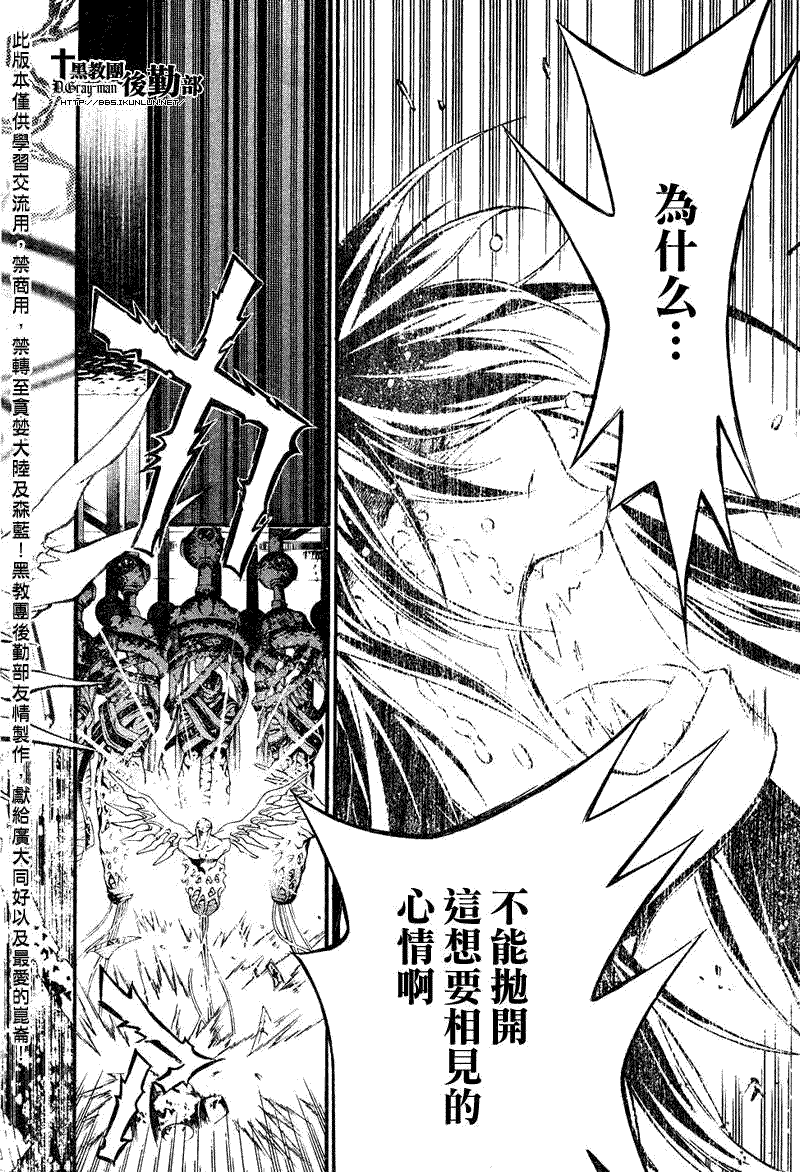 為什么…
不能拋開
這想要相見的
心情啊
カ
ッ
十黑教團
D.Gray-man 後勤部
HTTP://BBS.IKUNLUN.NET/
此版本僅供學習交流用，禁商用，禁轉至貪婪大陸及森藍！黑教團後勤部友情製作，獻給廣大同好以及最愛的崑崙！